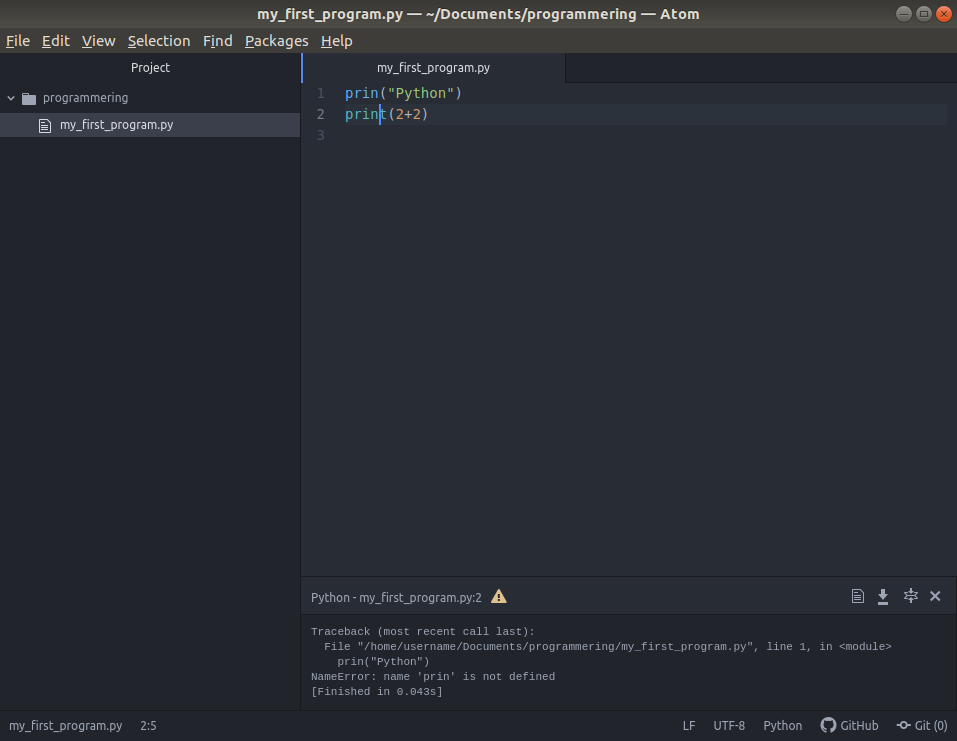 my_first_program.py — ~/Documents/programmering — Atom
File Edit View Selection Find Packages Help
Project
my_first_program.py
programmering
my_first_program.py
1 prin("Python")
2 print(2+2)
3
Python - my_first_program.py:2
Traceback (most recent call last):
File "/home/username/Documents/programmering/my_first_program.py", line 1, in <module>
prin("Python")
NameError: name 'prin' is not defined
[Finished in 0.043s]
my_first_program.py 2:5 LF UTF-8 Python GitHub Git (0)